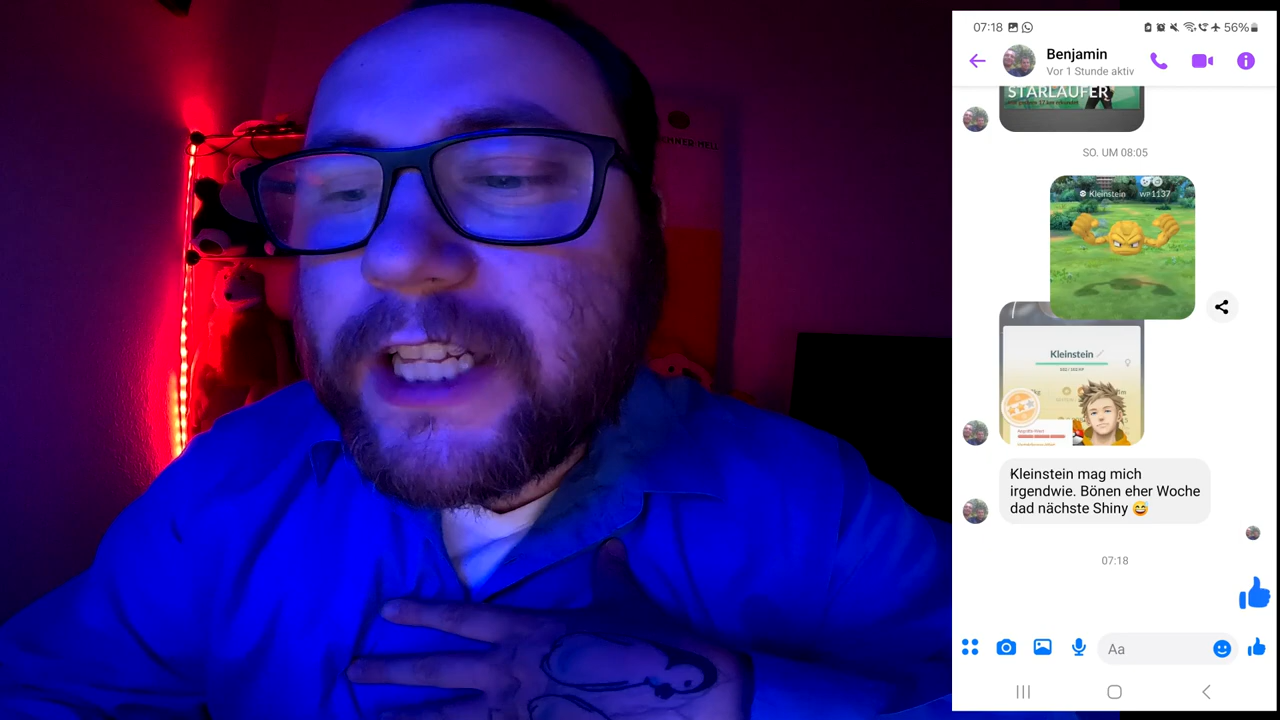 07:18
56%
Benjamin
Vor 1 Stunde aktiv
STARLÄUFER
SO. UM 08:05
Kleinstein
WP1137
Kleinstein
Kleinstein mag mich
irgendwie. Bönen eher Woche
dad nächste Shiny 😅
07:18
Aa